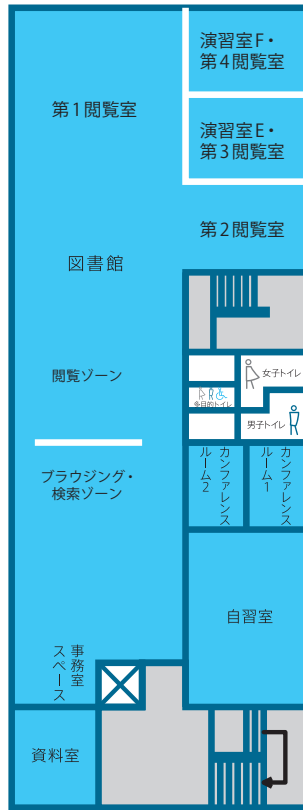 演習室F・
第4閲覧室
第1閲覧室
演習室E・
第3閲覧室
第2閲覧室
図書館
閲覧ゾーン
女子トイレ
多目的トイレ
男子トイレ
ブラウジング・
検索ゾーン
カンファレンス
ルーム1
カンファレンス
ルーム2
自習室
事務室
スペース
資料室